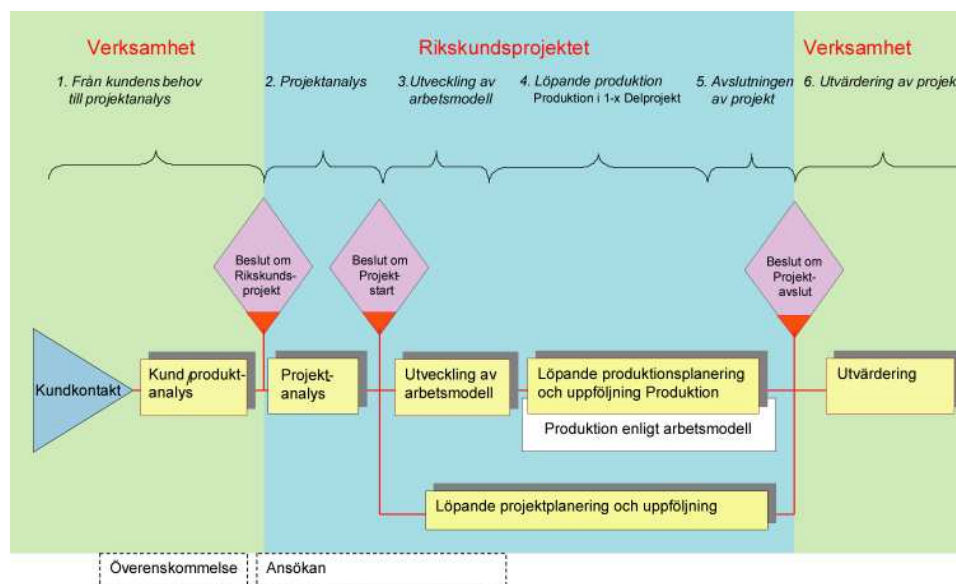 Verksamhet
Rikskundsprojektet
Verksamhet
1. Från kundens behov
till projektanalys
2. Projektanalys
3.Utveckling av
arbetsmodell
4. Löpande produktion
Produktion i 1-x Delprojekt
5. Avslutningen
av projekt
6. Utvärdering av projek
Beslut om
Rikskunds-
projekt
Beslut om
Projekt-
start
Beslut om
Projekt-
avslut
Kundkontakt
Kund produkt-
analys
Projekt-
analys
Utveckling av
arbetsmodell
Löpande produktionsplanering
och uppföljning Produktion
Produktion enligt arbetsmodell
Utvärdering
Löpande projektplanering och uppföljning
Överenskommelse
Ansökan